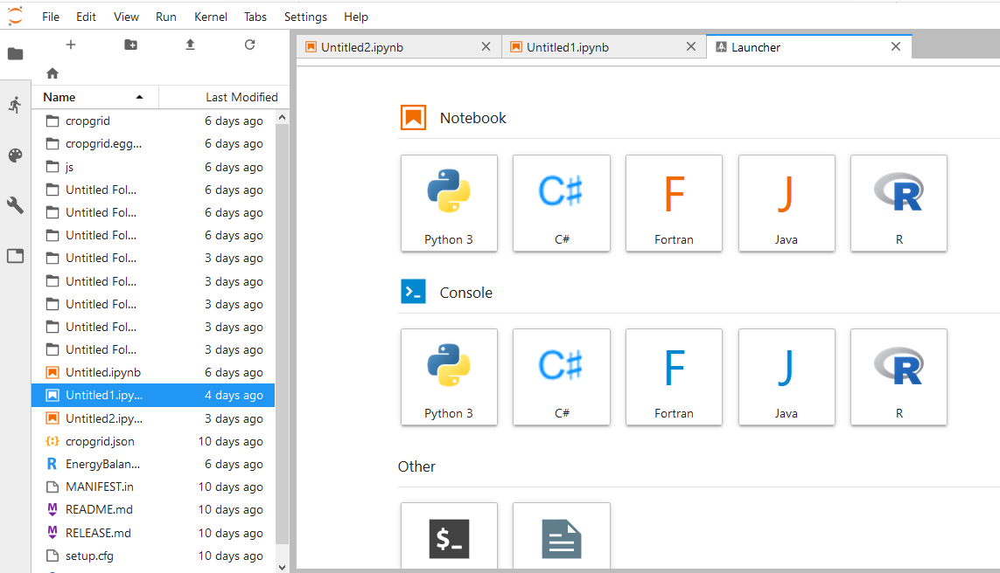 File Edit View Run Kernel Tabs Settings Help
Untitled2.ipynb Untitled1.ipynb Launcher
Name Last Modified
cropgrid 6 days ago
cropgrid.egg... 6 days ago
js 6 days ago
Untitled Fol... 6 days ago
Untitled Fol... 6 days ago
Untitled Fol... 6 days ago
Untitled Fol... 3 days ago
Untitled Fol... 3 days ago
Untitled Fol... 3 days ago
Untitled Fol... 3 days ago
Untitled Fol... 3 days ago
Untitled.ipynb 6 days ago
Untitled1.ipy... 4 days ago
Untitled2.ipy... 3 days ago
cropgrid.json 10 days ago
R EnergyBalan... 6 days ago
MANIFEST.in 10 days ago
M README.md 10 days ago
M RELEASE.md 10 days ago
setup.cfg 10 days ago
Notebook
C# F J R
Python 3 C# Fortran Java R
Console
C# F J R
Python 3 C# Fortran Java R
Other
$_